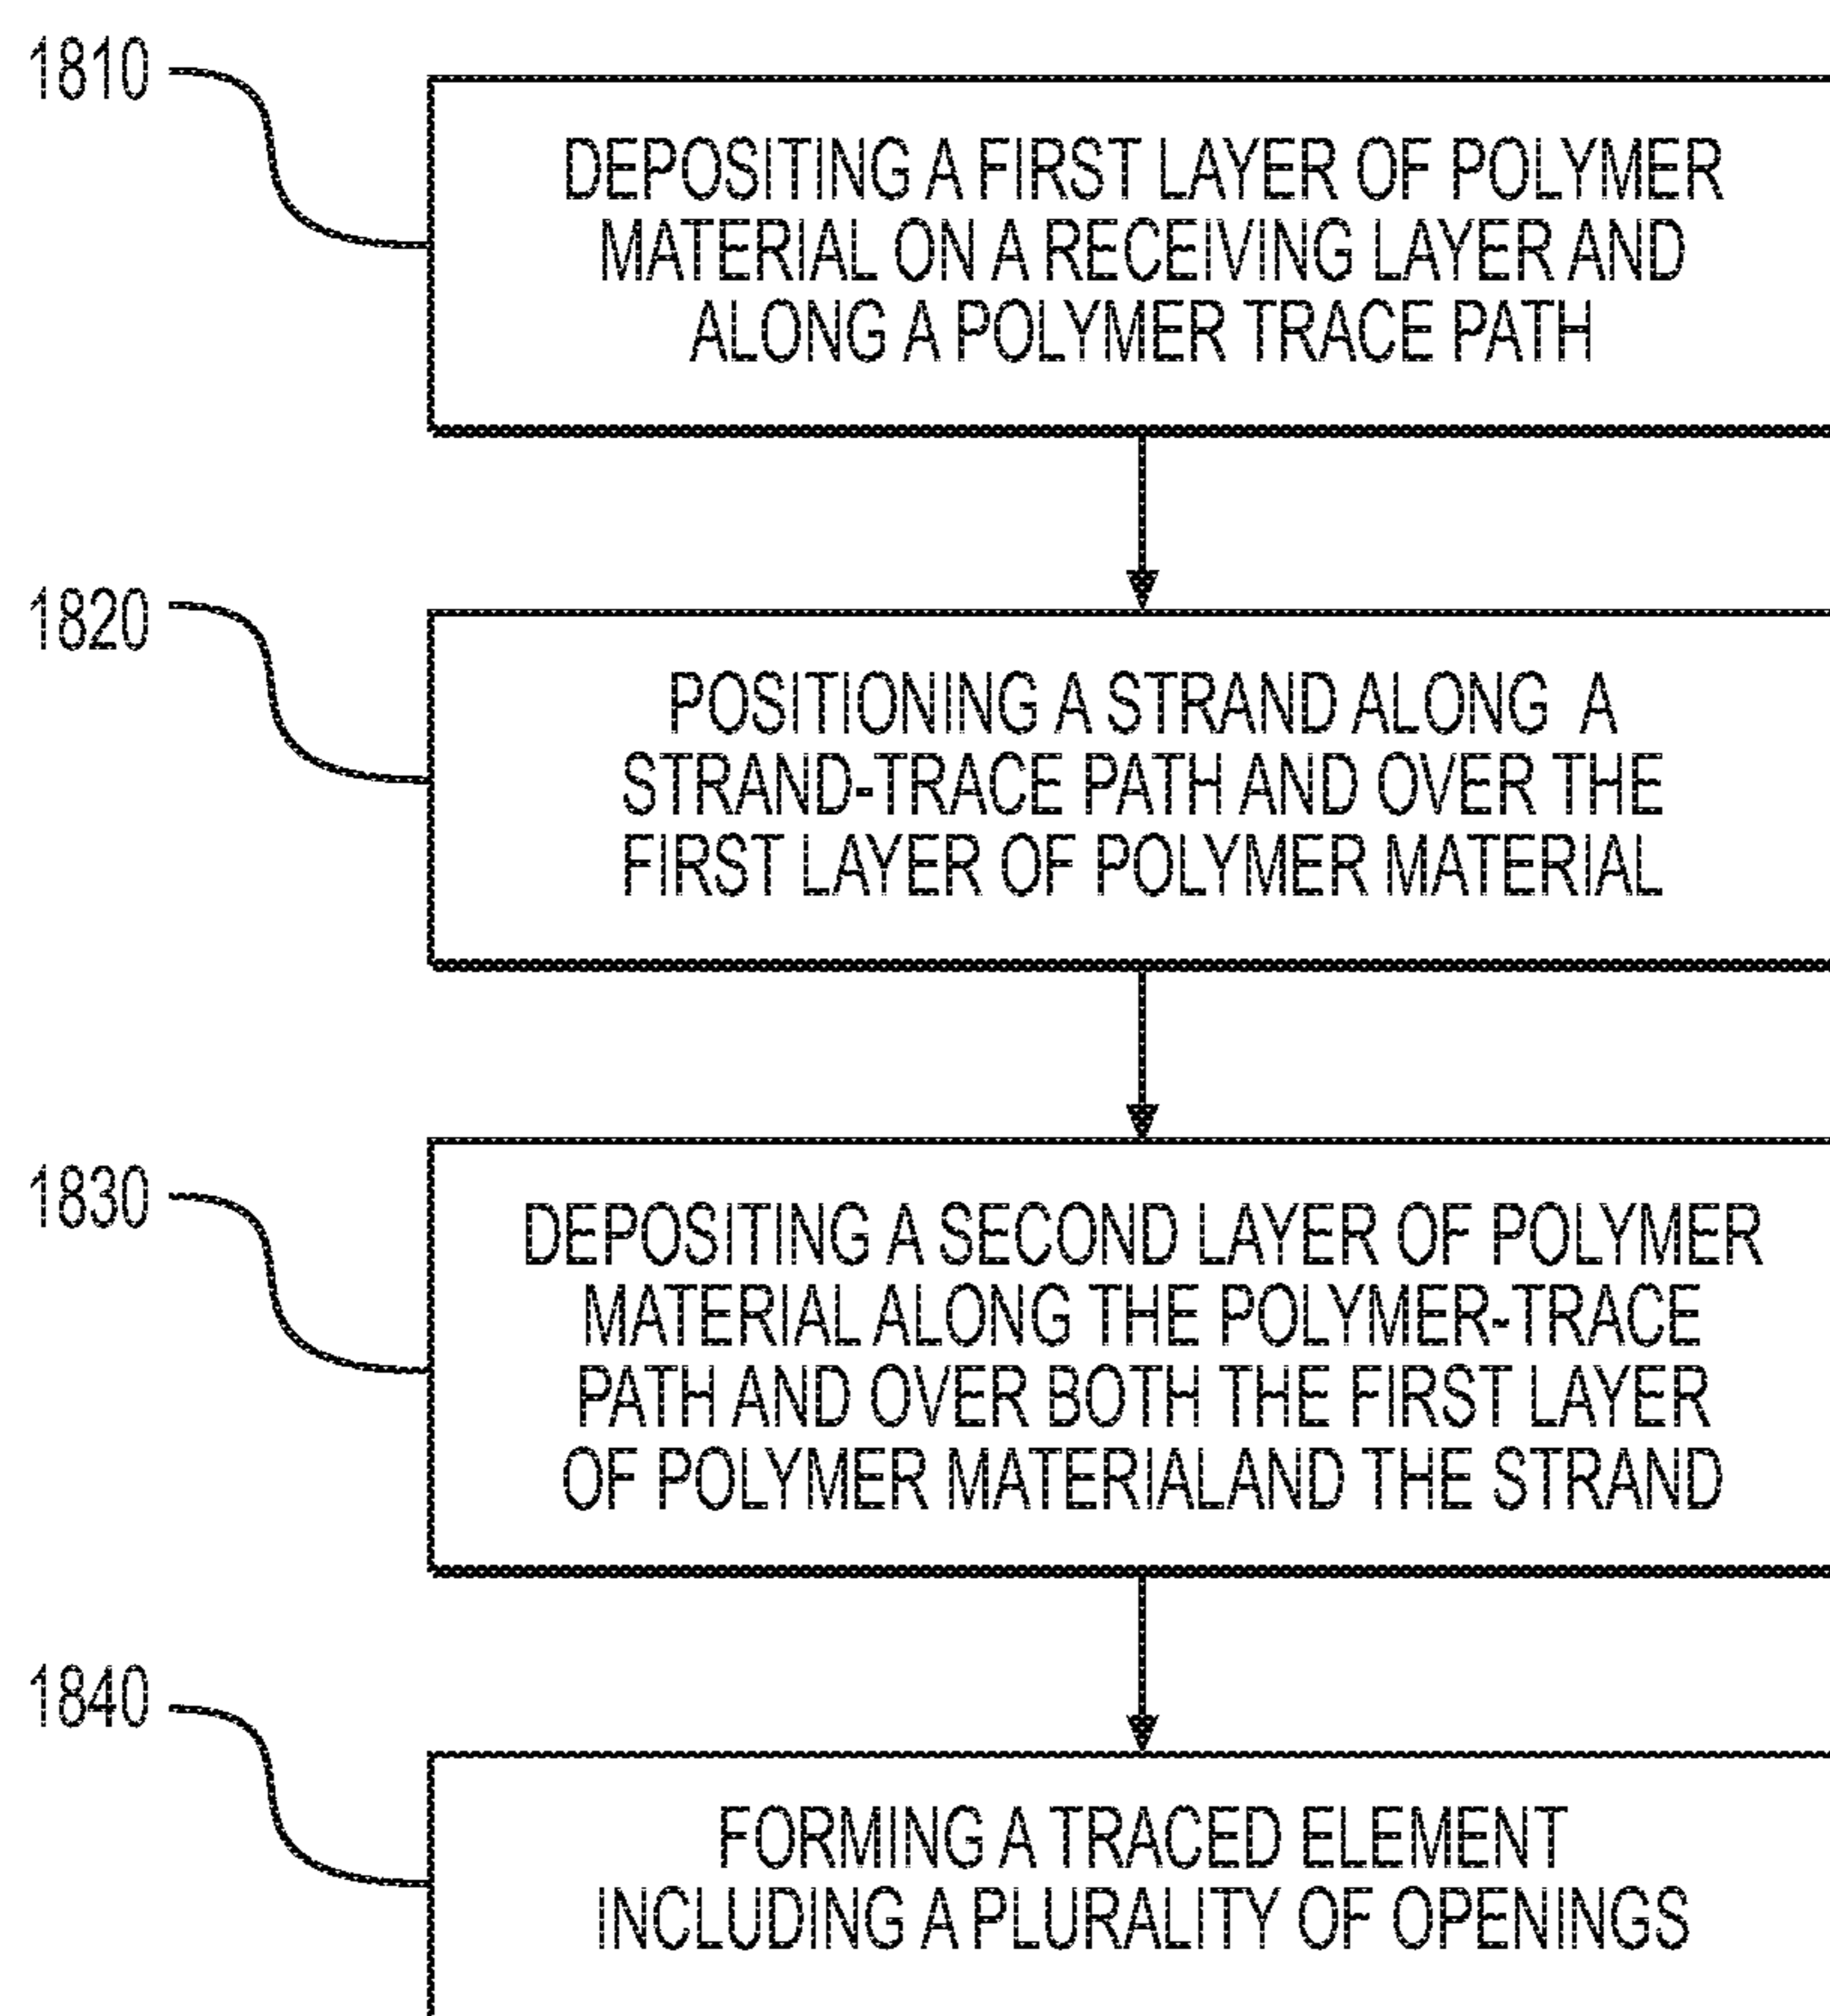 1810
DEPOSITING A FIRST LAYER OF POLYMER
MATERIAL ON A RECEIVING LAYER AND
ALONG A POLYMER TRACE PATH
1820
POSITIONING A STRAND ALONG A
STRAND-TRACE PATH AND OVER THE
FIRST LAYER OF POLYMER MATERIAL
1830
DEPOSITING A SECOND LAYER OF POLYMER
MATERIAL ALONG THE POLYMER-TRACE
PATH AND OVER BOTH THE FIRST LAYER
OF POLYMER MATERIALAND THE STRAND
1840
FORMING A TRACED ELEMENT
INCLUDING A PLURALITY OF OPENINGS